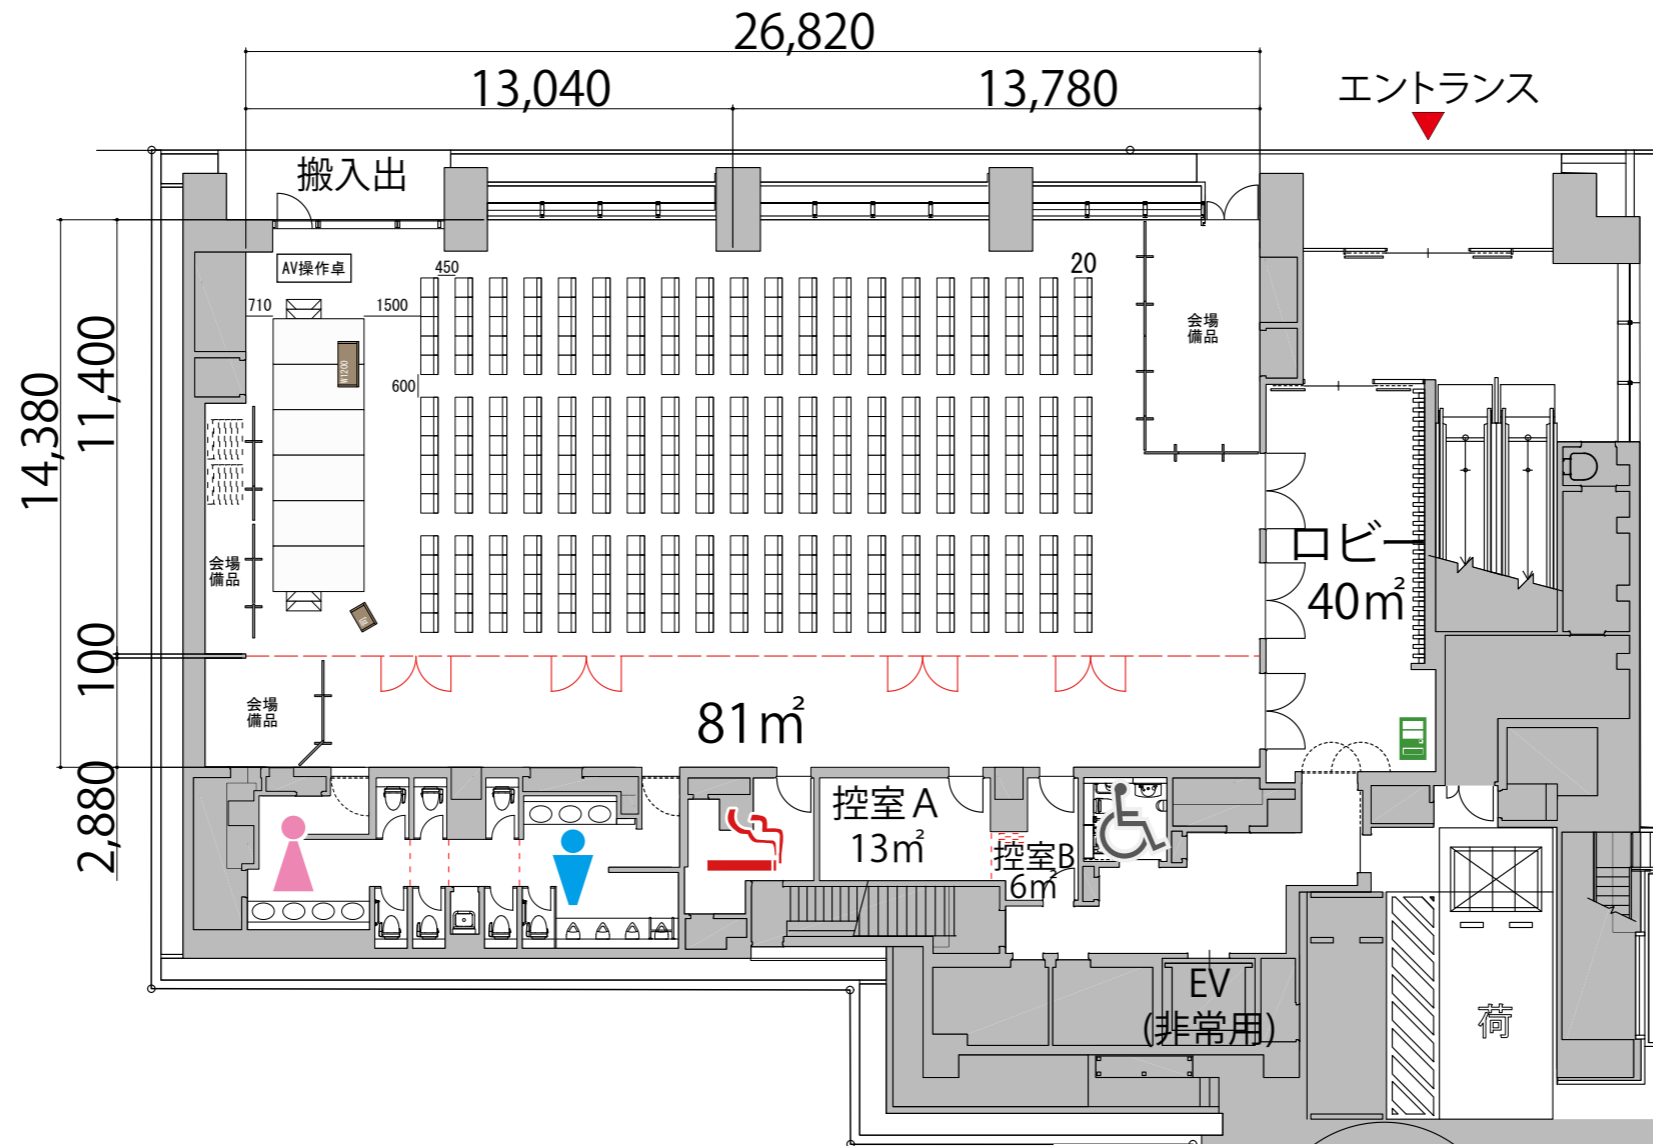 26,820
13,040
13,780
エントランス
搬入出
AV操作卓
450
20
710
1500
会場
備品
W1200
600
14,380
11,400
会場
備品
ロビー
40㎡
100
会場
備品
81㎡
2,880
控室A
13㎡
控室B
6㎡
EV
(非常用)
荷